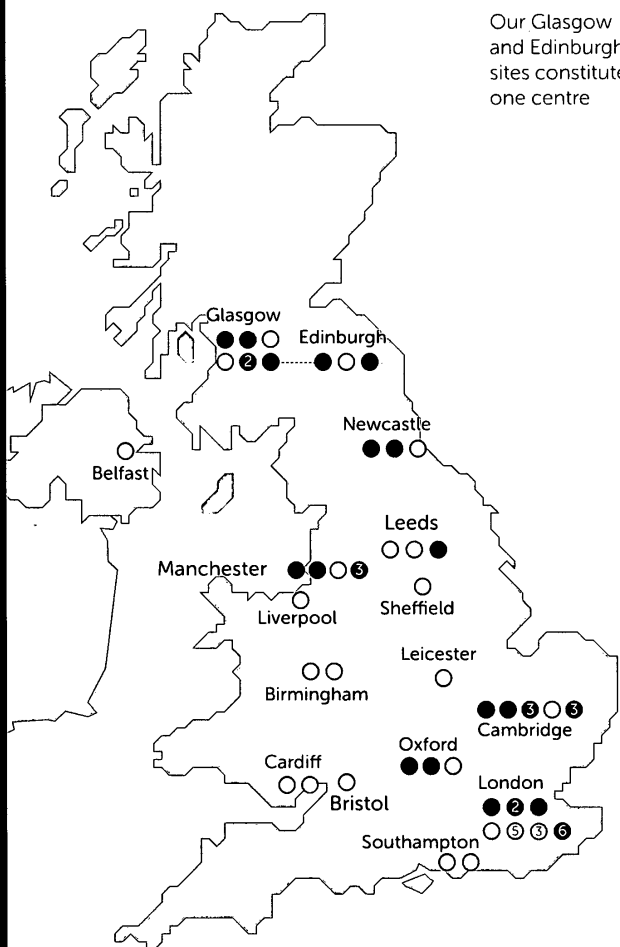 Our Glasgow
and Edinburgh
sites constitute
one centre
Glasgow
Edinburgh
2
Newcastle
Belfast
Leeds
Manchester
3
Sheffield
Liverpool
Leicester
Birmingham
3 3
Cambridge
Oxford
Cardiff
Bristol
London
2
5 3 6
Southampton